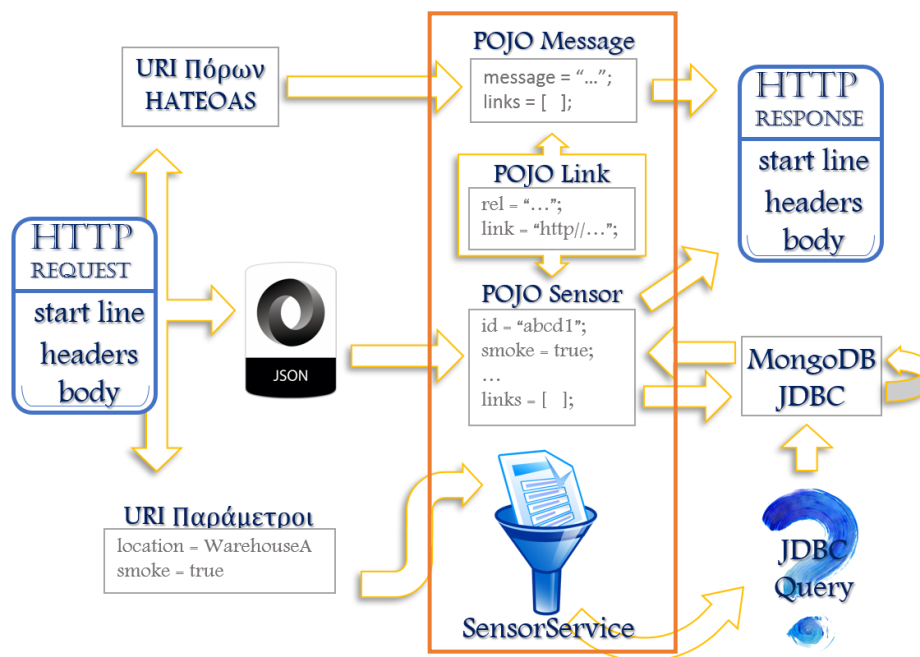 POJO Message
message = “...”;
links = [ ];
URI Πόρων
HATEOAS
HTTP
RESPONSE
start line
headers
body
POJO Link
rel = “...”;
link = “http//...”;
HTTP
REQUEST
start line
headers
body
JSON
POJO Sensor
id = “abcd1”;
smoke = true;
...
links = [ ];
MongoDB
JDBC
URI Παράμετροι
location = WarehouseA
smoke = true
SensorService
JDBC
Query